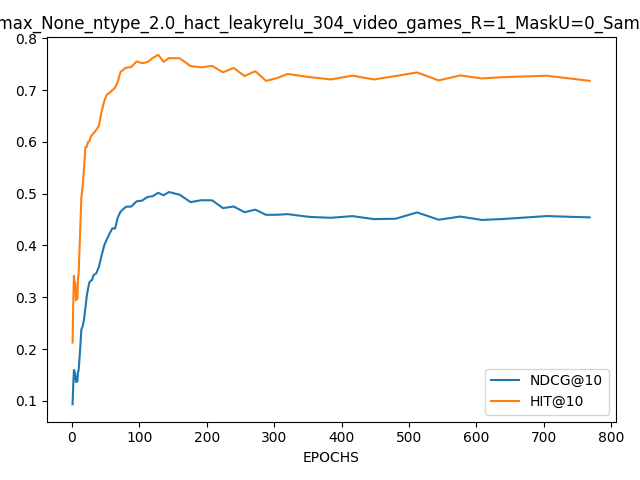 max_None_ntype_2.0_hact_leakyrelu_304_video_games_R=1_MaskU=0_Sam
0.8
0.7
0.6
0.5
0.4
0.3
0.2
0.1
NDCG@10
HIT@10
0 100 200 300 400 500 600 700 800
EPOCHS